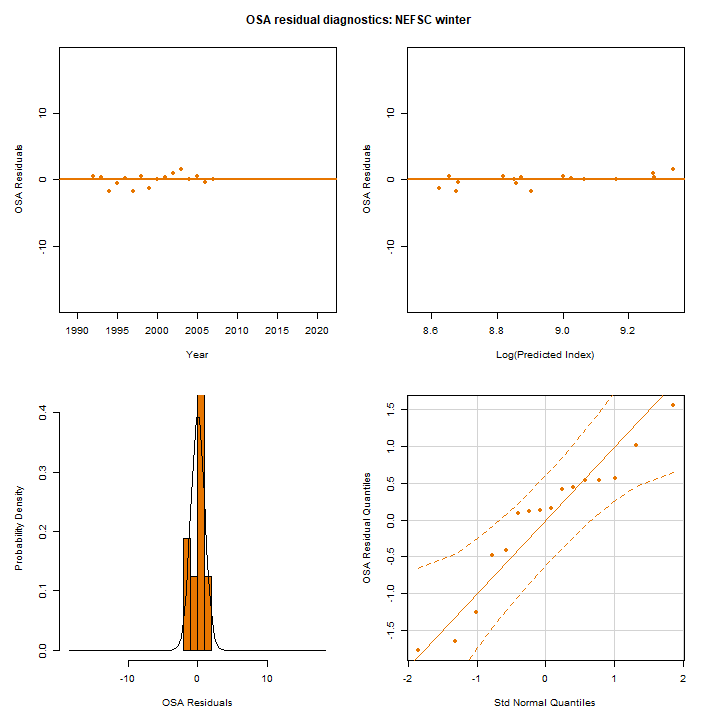 OSA residual diagnostics: NEFSC winter
OSA Residuals
10
0
-10
1990 1995 2000 2005 2010 2015 2020
Year
OSA Residuals
10
0
-10
8.6 8.8 9.0 9.2
Log(Predicted Index)
Probability Density
0.4
0.3
0.2
0.1
0.0
-10 0 10
OSA Residuals
OSA Residual Quantiles
1.5
1.0
0.5
0.0
-0.5
-1.0
-1.5
-2 -1 0 1 2
Std Normal Quantiles